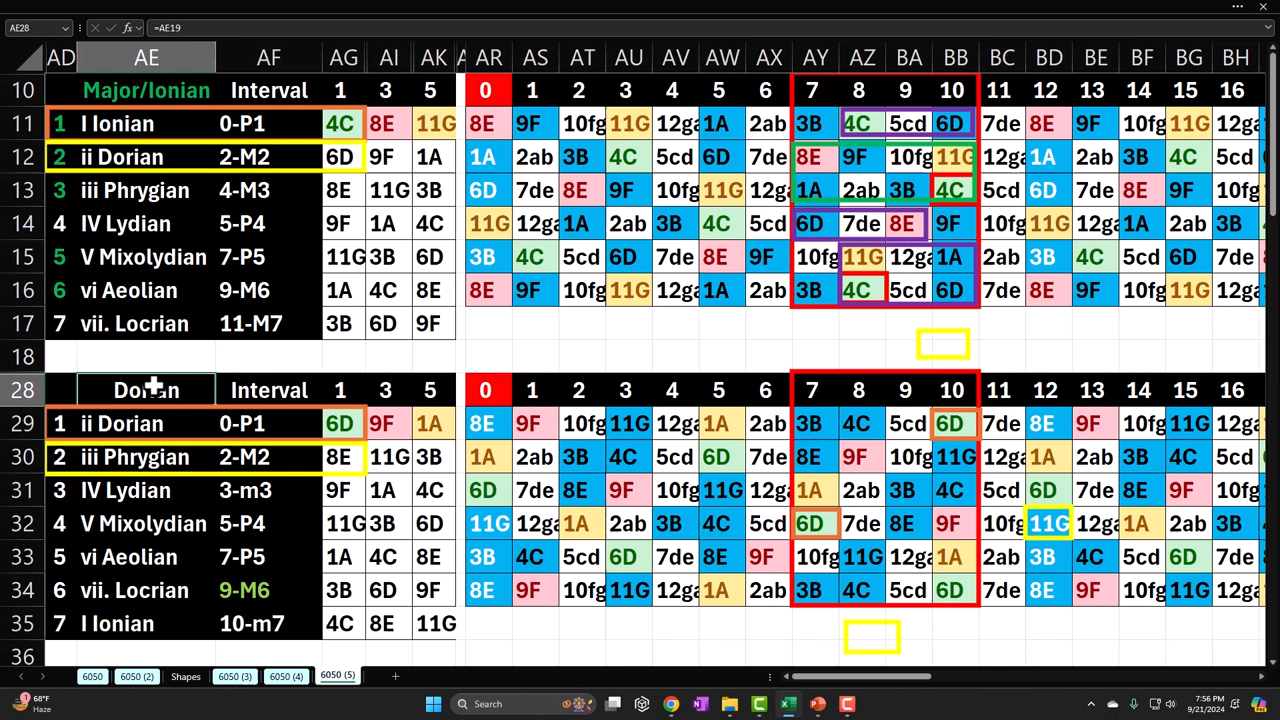 AE28 fx =AE19
AD AE AF AG AI AK A AR AS AT AU AV AW AX AY AZ BA BB BC BD BE BF BG BH
10 Major/Ionian Interval 1 3 5 0 1 2 3 4 5 6 7 8 9 10 11 12 13 14 15 16
11 1 I Ionian 0-P1 4C 8E 11G 8E 9F 10fg 11G 12ga 1A 2ab 3B 4C 5cd 6D 7de 8E 9F 10fg 11G 12ga
12 2 ii Dorian 2-M2 6D 9F 1A 1A 2ab 3B 4C 5cd 6D 7de 8E 9F 10fg 11G 12ga 1A 2ab 3B 4C 5cd
13 3 iii Phrygian 4-M3 8E 11G 3B 6D 7de 8E 9F 10fg 11G 12ga 1A 2ab 3B 4C 5cd 6D 7de 8E 9F 10fg
14 4 IV Lydian 5-P4 9F 1A 4C 11G 12ga 1A 2ab 3B 4C 5cd 6D 7de 8E 9F 10fg 11G 12ga 1A 2ab 3B
15 5 V Mixolydian 7-P5 11G 3B 6D 3B 4C 5cd 6D 7de 8E 9F 10fg 11G 12ga 1A 2ab 3B 4C 5cd 6D 7de
16 6 vi Aeolian 9-M6 1A 4C 8E 8E 9F 10fg 11G 12ga 1A 2ab 3B 4C 5cd 6D 7de 8E 9F 10fg 11G 12ga
17 7 vii. Locrian 11-M7 3B 6D 9F
18
28 Dorian Interval 1 3 5 0 1 2 3 4 5 6 7 8 9 10 11 12 13 14 15 16
29 1 ii Dorian 0-P1 6D 9F 1A 8E 9F 10fg 11G 12ga 1A 2ab 3B 4C 5cd 6D 7de 8E 9F 10fg 11G 12ga
30 2 iii Phrygian 2-M2 8E 11G 3B 1A 2ab 3B 4C 5cd 6D 7de 8E 9F 10fg 11G 12ga 1A 2ab 3B 4C 5cd
31 3 IV Lydian 3-m3 9F 1A 4C 6D 7de 8E 9F 10fg 11G 12ga 1A 2ab 3B 4C 5cd 6D 7de 8E 9F 10fg
32 4 V Mixolydian 5-P4 11G 3B 6D 11G 12ga 1A 2ab 3B 4C 5cd 6D 7de 8E 9F 10fg 11G 12ga 1A 2ab 3B
33 5 vi Aeolian 7-P5 1A 4C 8E 3B 4C 5cd 6D 7de 8E 9F 10fg 11G 12ga 1A 2ab 3B 4C 5cd 6D 7de
34 6 vii. Locrian 9-M6 3B 6D 9F 8E 9F 10fg 11G 12ga 1A 2ab 3B 4C 5cd 6D 7de 8E 9F 10fg 11G 12ga
35 7 I Ionian 10-m7 4C 8E 11G
36
6050 6050 (2) Shapes 6050 (3) 6050 (4) 6050 (5)
68°F
Haze
Search
7:56 PM
9/21/2024